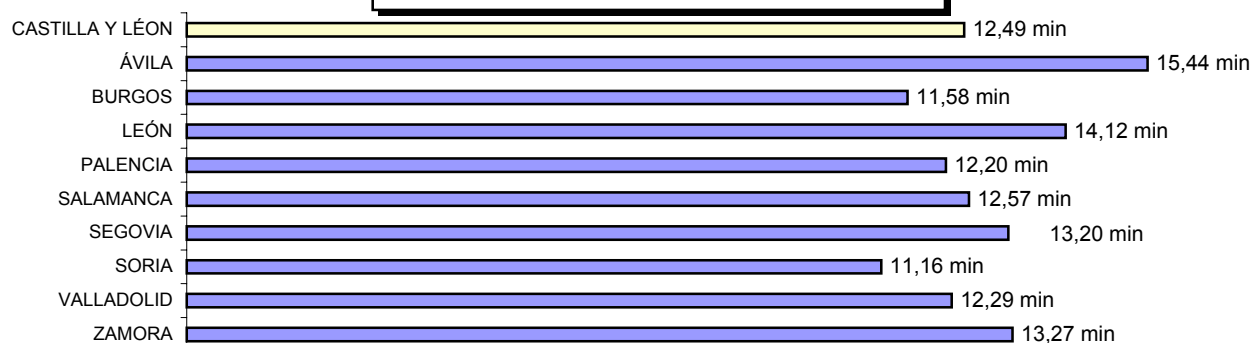 CASTILLA Y LÉON 12,49 min
ÁVILA 15,44 min
BURGOS 11,58 min
LEÓN 14,12 min
PALENCIA 12,20 min
SALAMANCA 12,57 min
SEGOVIA 13,20 min
SORIA 11,16 min
VALLADOLID 12,29 min
ZAMORA 13,27 min